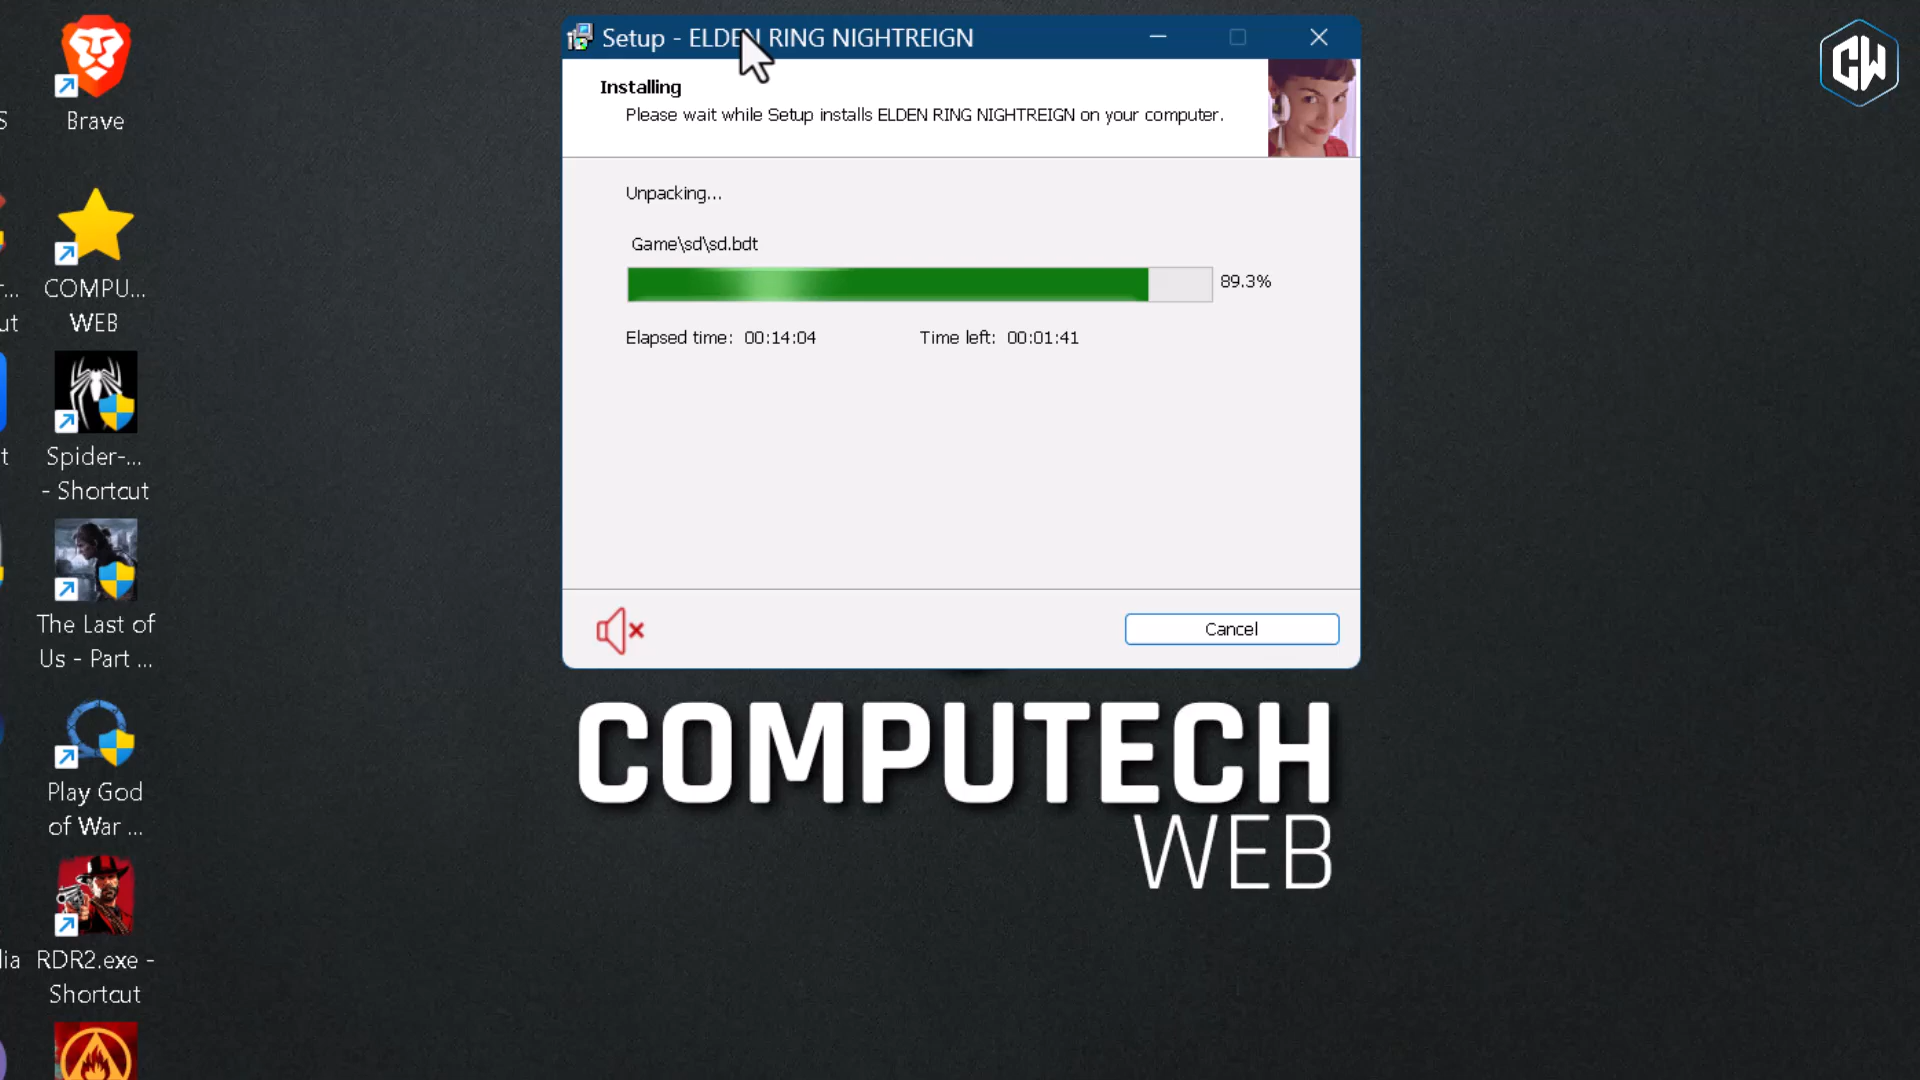 Setup - ELDEN RING NIGHTREIGN
Installing
Please wait while Setup installs ELDEN RING NIGHTREIGN on your computer.
Unpacking...
Game\sd\sd.bdt
89.3%
Elapsed time: 00:14:04 Time left: 00:01:41
Cancel
COMPUTECH
WEB
CW
Brave
COMPU...
WEB
Spider-...
- Shortcut
The Last of
Us - Part ...
Play God
of War ...
RDR2.exe -
Shortcut